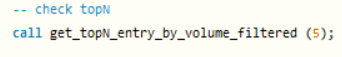 -- check topN
call get_topN_entry_by_volume_filtered (5);